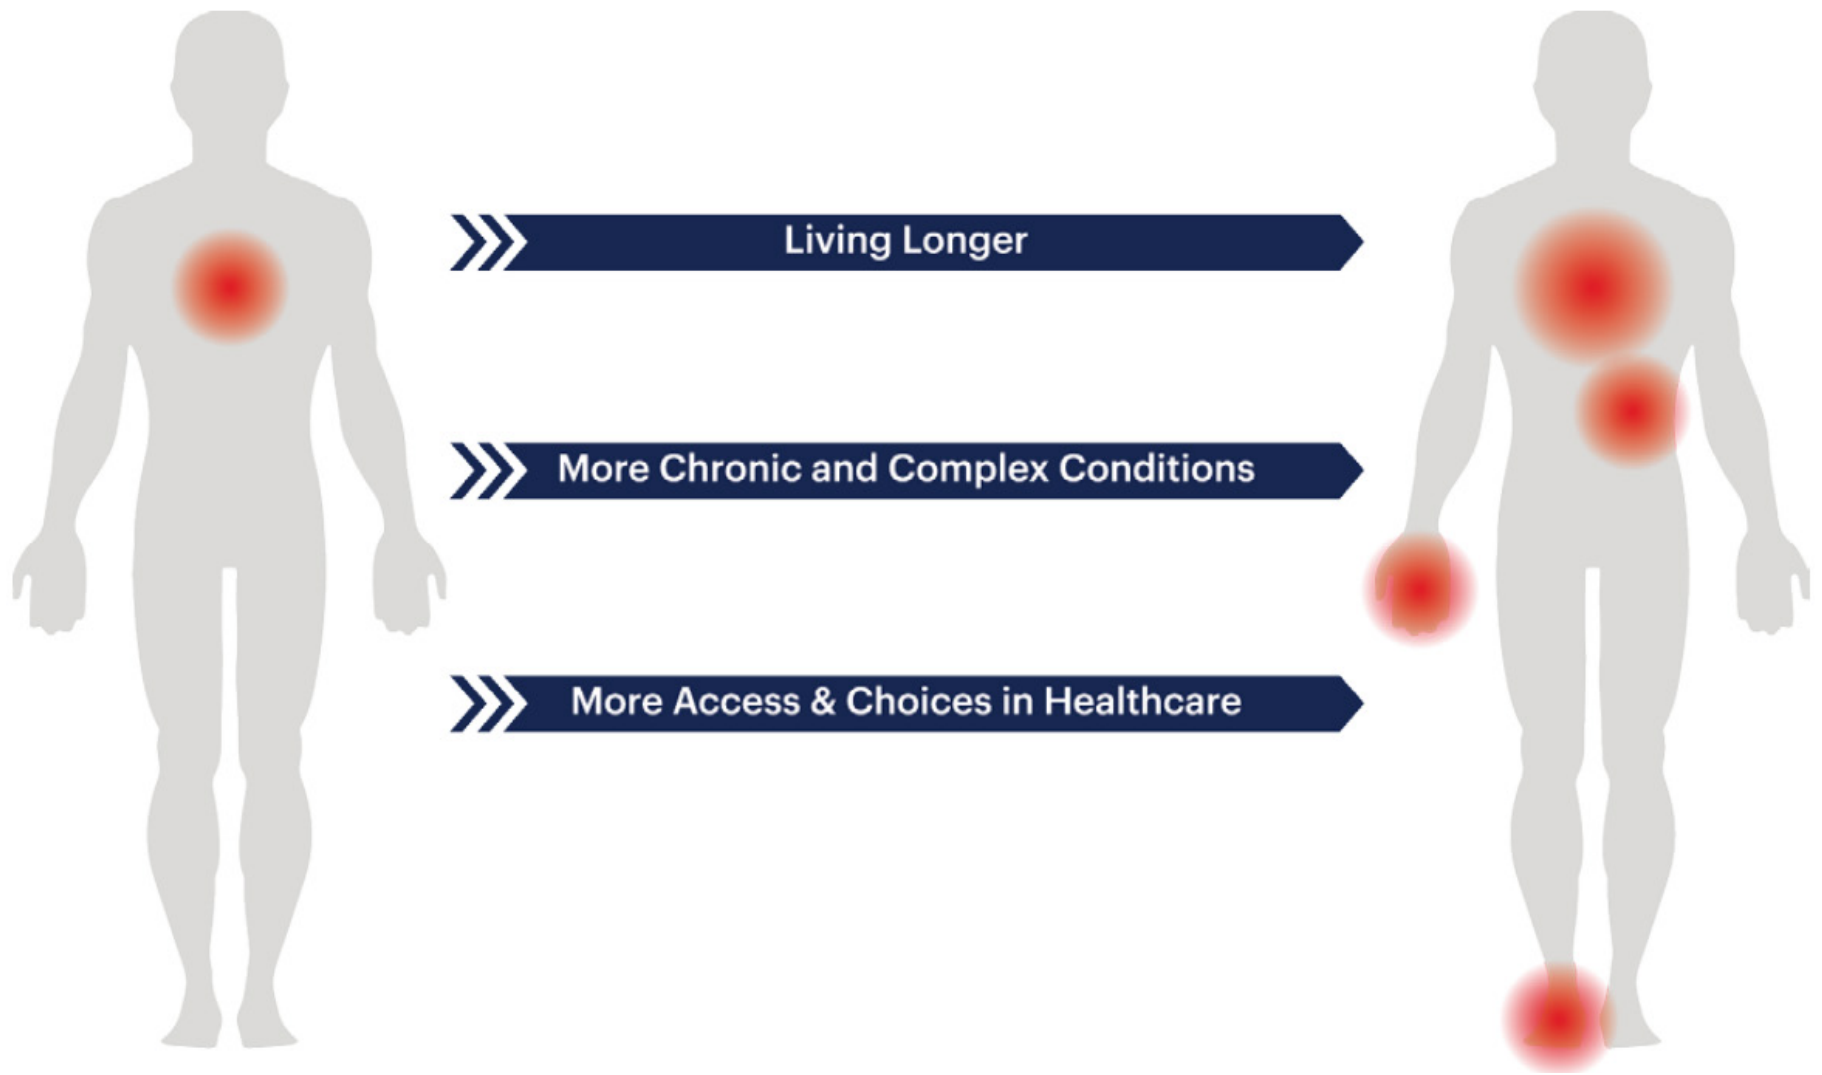 Living Longer
More Chronic and Complex Conditions
More Access & Choices in Healthcare